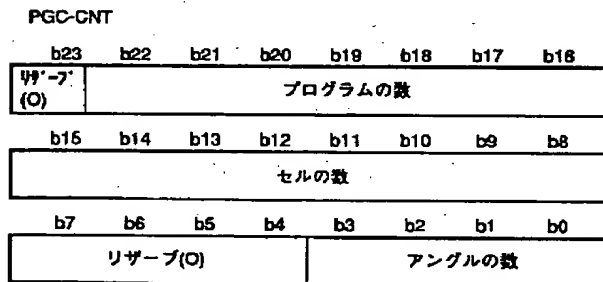 PGC-CNT
b23 b22 b21 b20 b19 b18 b17 b16
リザーブ
(O) プログラムの数
b15 b14 b13 b12 b11 b10 b9 b8
セルの数
b7 b6 b5 b4 b3 b2 b1 b0
リザーブ(O) アングルの数